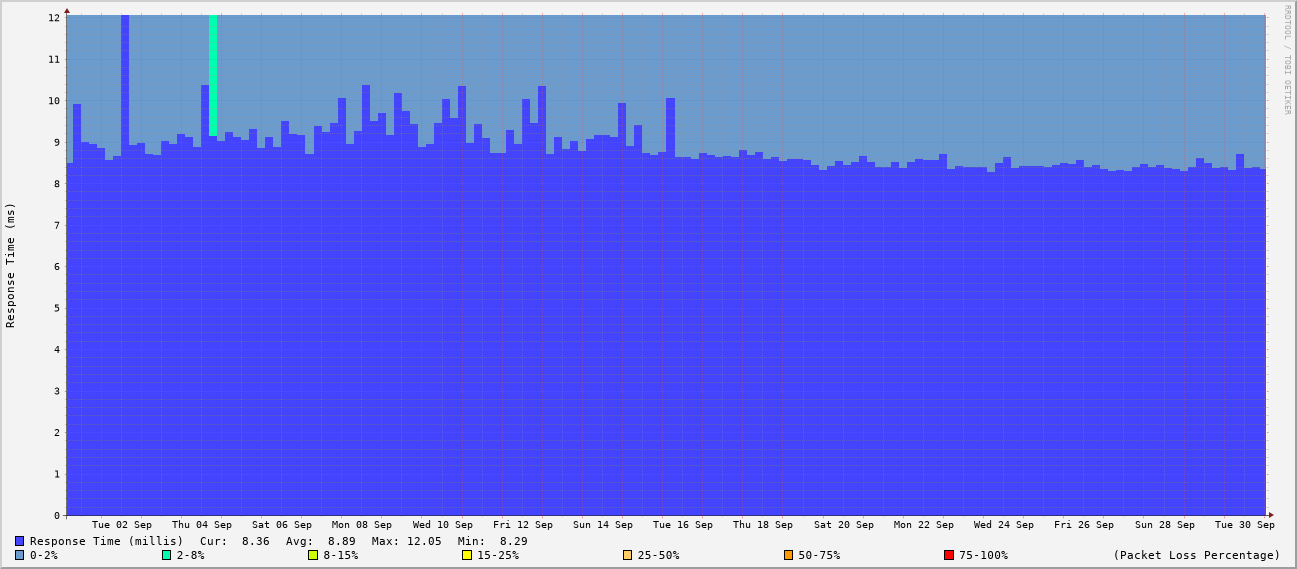 12
11
10
9
8
7
6
5
4
3
2
1
0
Response Time (ms)
RRDTOOL / TOBI OETIKER
Tue 02 Sep Thu 04 Sep Sat 06 Sep Mon 08 Sep Wed 10 Sep Fri 12 Sep Sun 14 Sep Tue 16 Sep Thu 18 Sep Sat 20 Sep Mon 22 Sep Wed 24 Sep Fri 26 Sep Sun 28 Sep Tue 30 Sep
Response Time (millis) Cur: 8.36 Avg: 8.89 Max: 12.05 Min: 8.29
0-2% 2-8% 8-15% 15-25% 25-50% 50-75% 75-100% (Packet Loss Percentage)